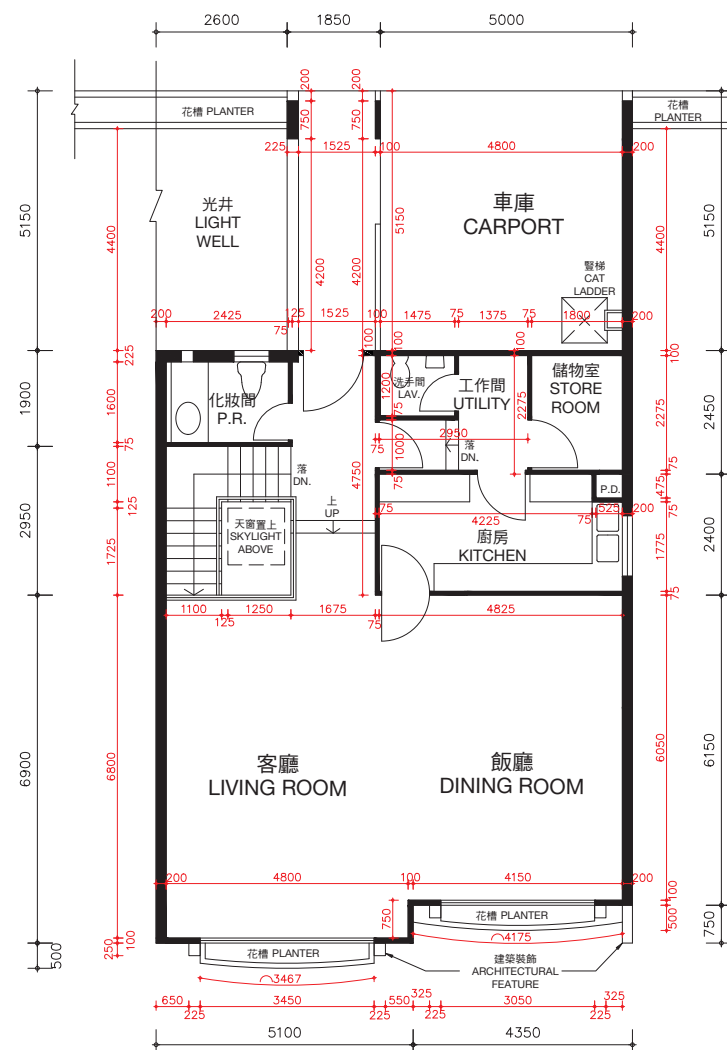 2600
1850
5000
花槽 PLANTER
花槽
PLANTER
200
200
750
750
225
1525
100
4800
200
5150
4400
光井
LIGHT
WELL
4200
4200
5150
車庫
CARPORT
4400
5150
豎梯
CAT
LADDER
200
2425
125
1525
100
1475
75
1375
75
1800
200
75
225
100
100
100
100
1900
1600
化妝間
P.R.
洗手間
LAV.
1200
工作間
UTILITY
2275
儲物室
STORE
ROOM
2275
2450
75
75
75
2950
1000
落
DN.
落
DN.
75
1100
4750
75
475
P.D.
2950
125
上
UP
75
4225
75
525
200
75
天窗置上
SKYLIGHT
ABOVE
廚房
KITCHEN
1725
1775
2400
1100
1250
1675
4825
125
75
75
6900
6800
客廳
LIVING ROOM
飯廳
DINING ROOM
6050
6150
200
4800
100
4150
200
100
750
花槽 PLANTER
500
750
4175
250
100
500
花槽 PLANTER
建築裝飾
ARCHITECTURAL
FEATURE
3467
650
3450
550
325
3050
325
225
225
225
225
5100
4350